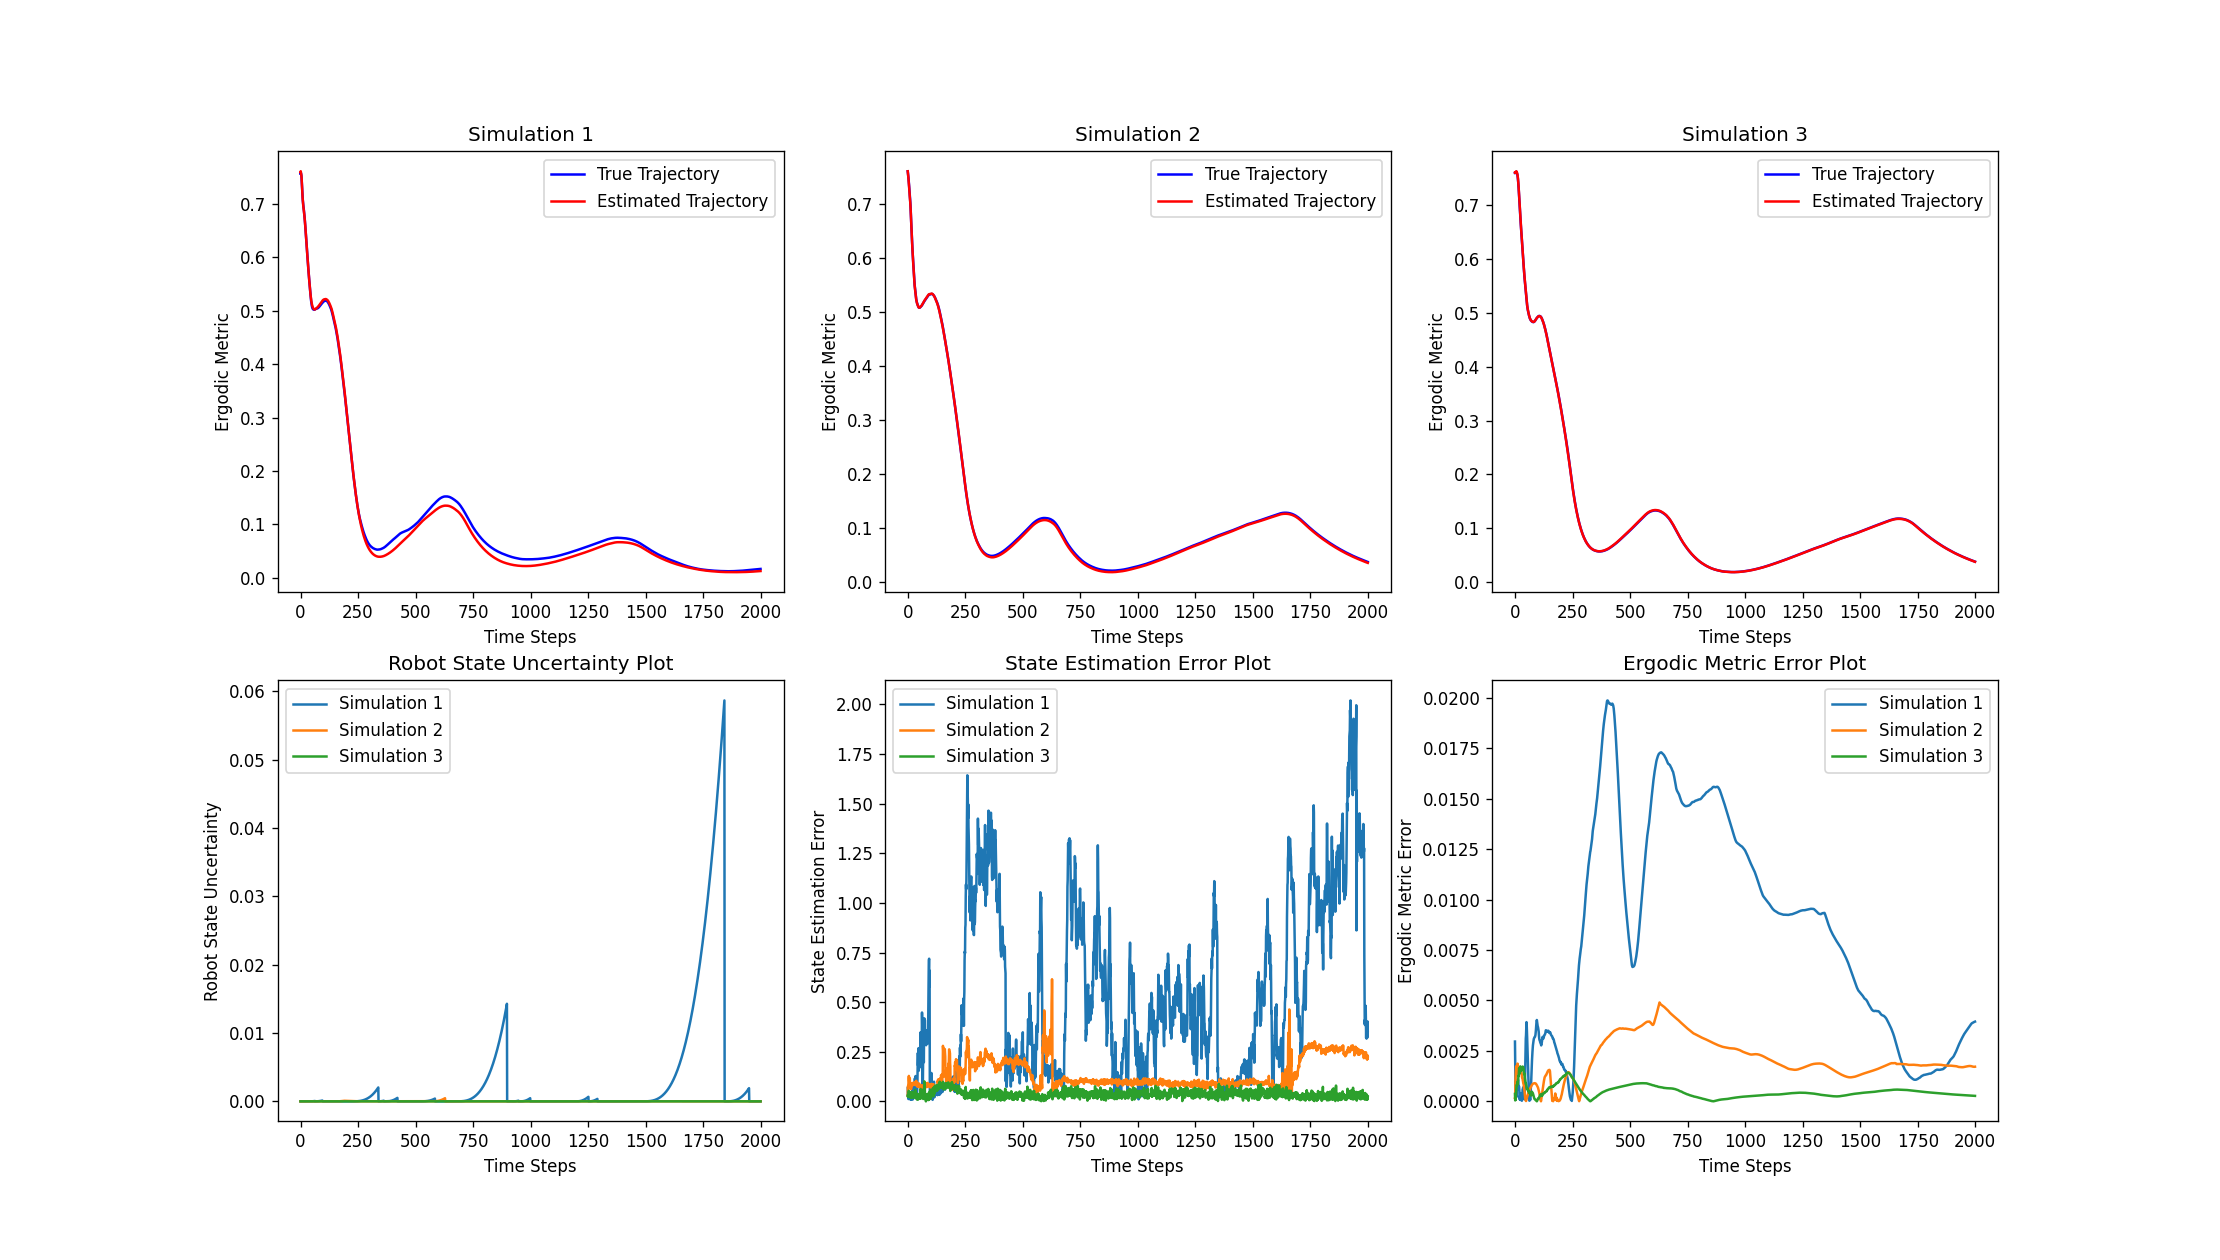 Simulation 1
True Trajectory
Estimated Trajectory
Ergodic Metric
0.7
0.6
0.5
0.4
0.3
0.2
0.1
0.0
0 250 500 750 1000 1250 1500 1750 2000
Time Steps
Simulation 2
True Trajectory
Estimated Trajectory
Ergodic Metric
0.7
0.6
0.5
0.4
0.3
0.2
0.1
0.0
0 250 500 750 1000 1250 1500 1750 2000
Time Steps
Simulation 3
True Trajectory
Estimated Trajectory
Ergodic Metric
0.7
0.6
0.5
0.4
0.3
0.2
0.1
0.0
0 250 500 750 1000 1250 1500 1750 2000
Time Steps
Robot State Uncertainty Plot
Simulation 1
Simulation 2
Simulation 3
Robot State Uncertainty
0.06
0.05
0.04
0.03
0.02
0.01
0.00
0 250 500 750 1000 1250 1500 1750 2000
Time Steps
State Estimation Error Plot
Simulation 1
Simulation 2
Simulation 3
State Estimation Error
2.00
1.75
1.50
1.25
1.00
0.75
0.50
0.25
0.00
0 250 500 750 1000 1250 1500 1750 2000
Time Steps
Ergodic Metric Error Plot
Simulation 1
Simulation 2
Simulation 3
Ergodic Metric Error
0.0200
0.0175
0.0150
0.0125
0.0100
0.0075
0.0050
0.0025
0.0000
0 250 500 750 1000 1250 1500 1750 2000
Time Steps